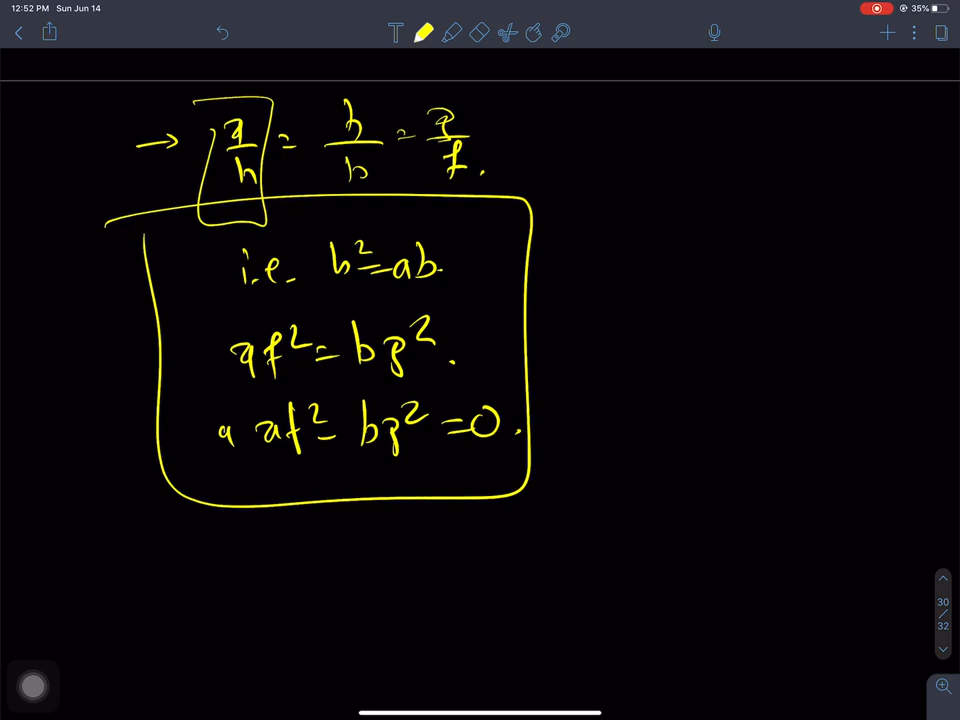 12:52 PM Sun Jun 14
35%
→ a/h = h/b = g/f.
i.e. h²=ab.
af²=bg².
a af²- bg²=0.
30
/
32